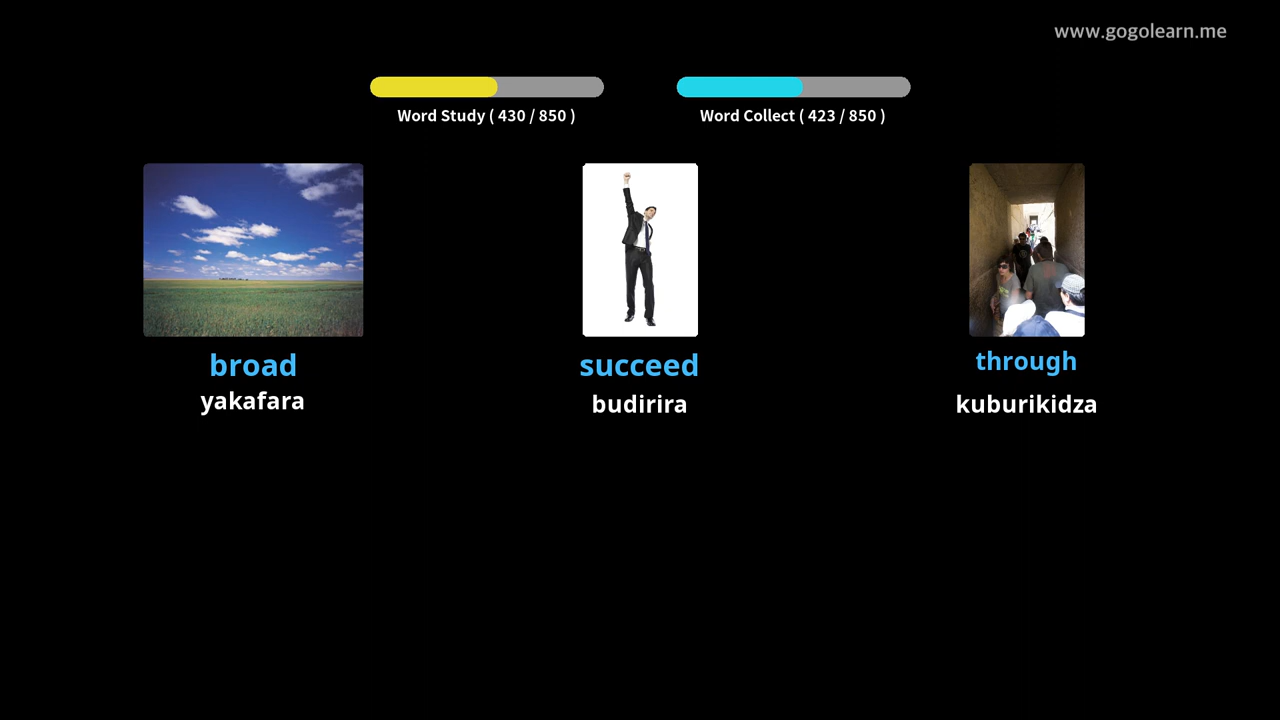 www.gogolearn.me
Word Study ( 430 / 850 )
Word Collect ( 423 / 850 )
broad
yakafara
succeed
budirira
through
kuburikidza